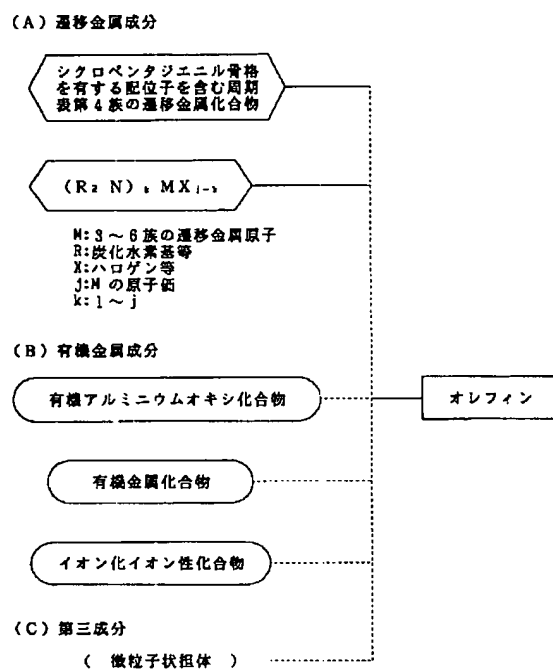 (A) 遷移金属成分
シクロペンタジエニル骨格
を有する配位子を含む周期
表第4族の遷移金属化合物
(R₂ N)ₖ MXⱼ₋ₖ
M:3～6族の遷移金属原子
R:炭化水素基等
X:ハロゲン等
j:Mの原子価
k:1～j
(B) 有機金属成分
有機アルミニウムオキシ化合物
オレフィン
有機金属化合物
イオン化イオン性化合物
(C) 第三成分
( 微粒子状担体 )